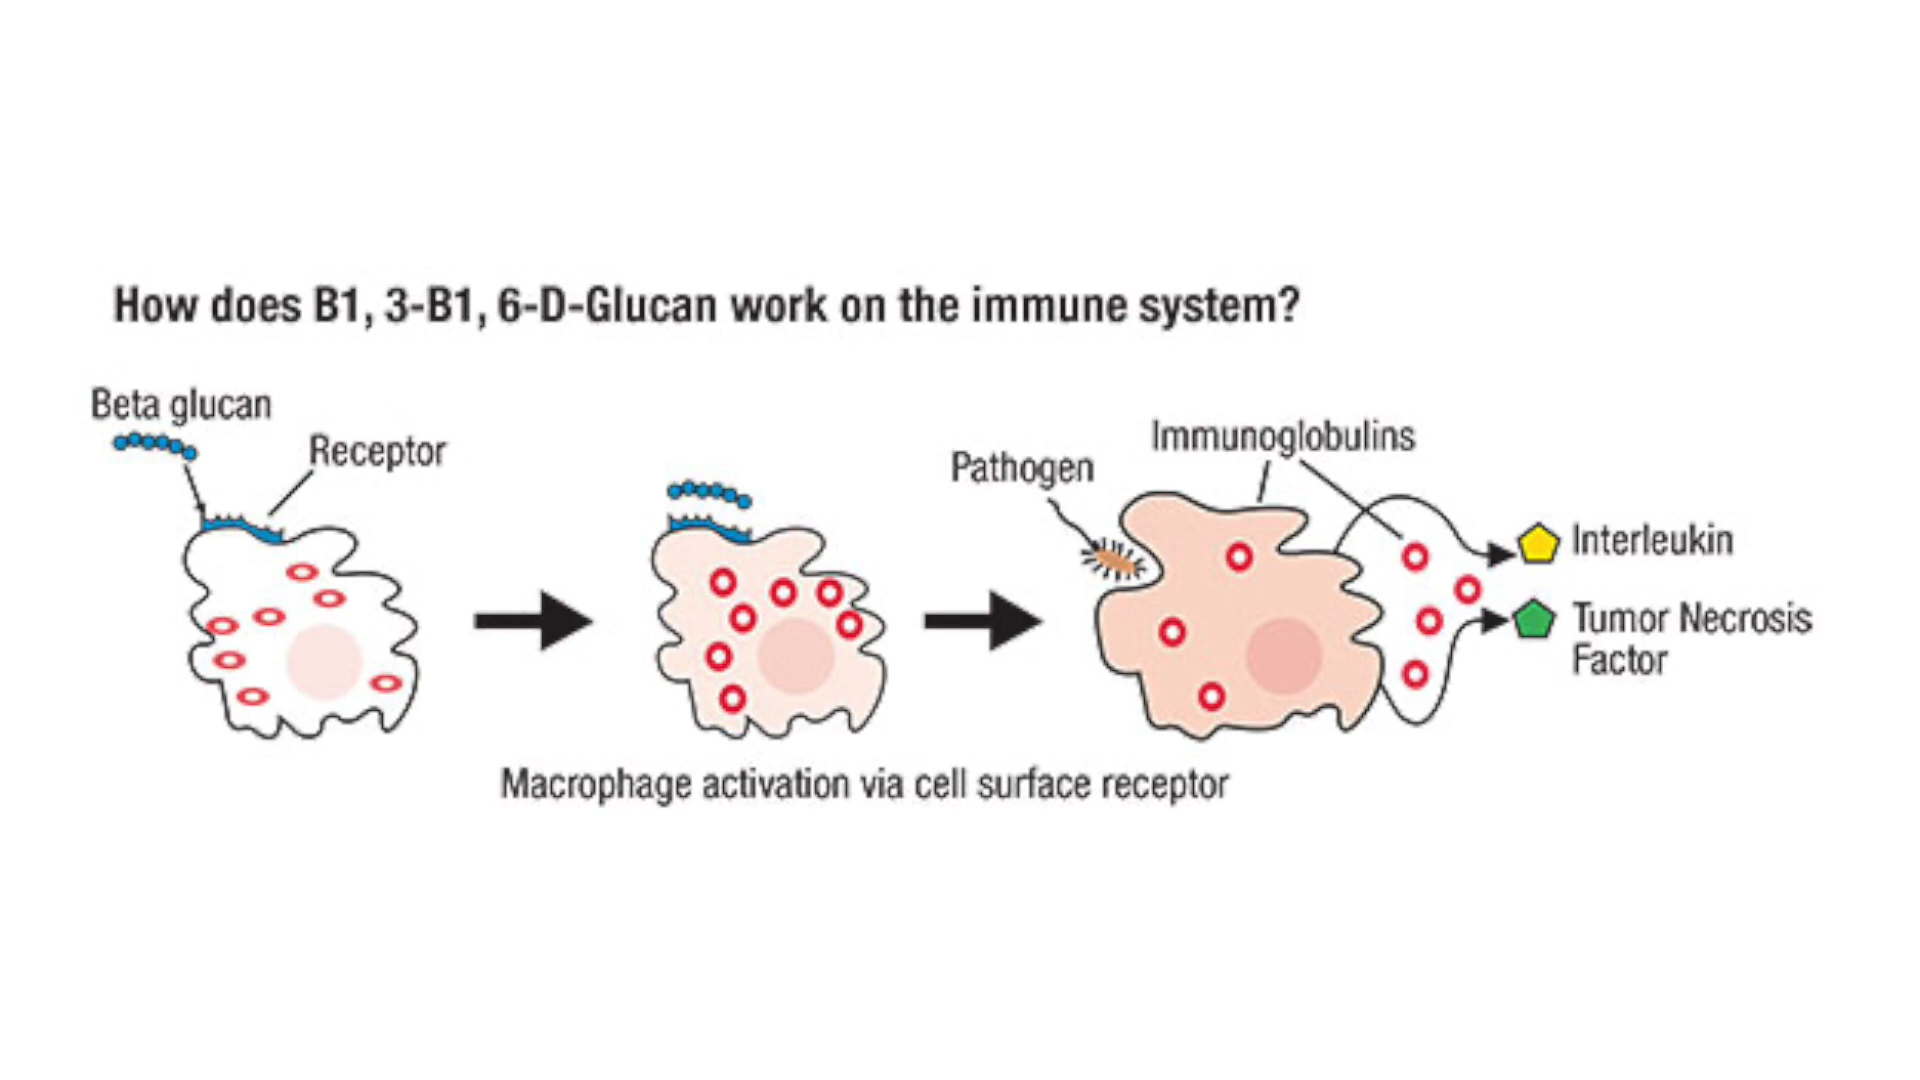 How does B1, 3-B1, 6-D-Glucan work on the immune system?
Beta glucan
Receptor
Pathogen
Immunoglobulins
Interleukin
Tumor Necrosis
Factor
Macrophage activation via cell surface receptor